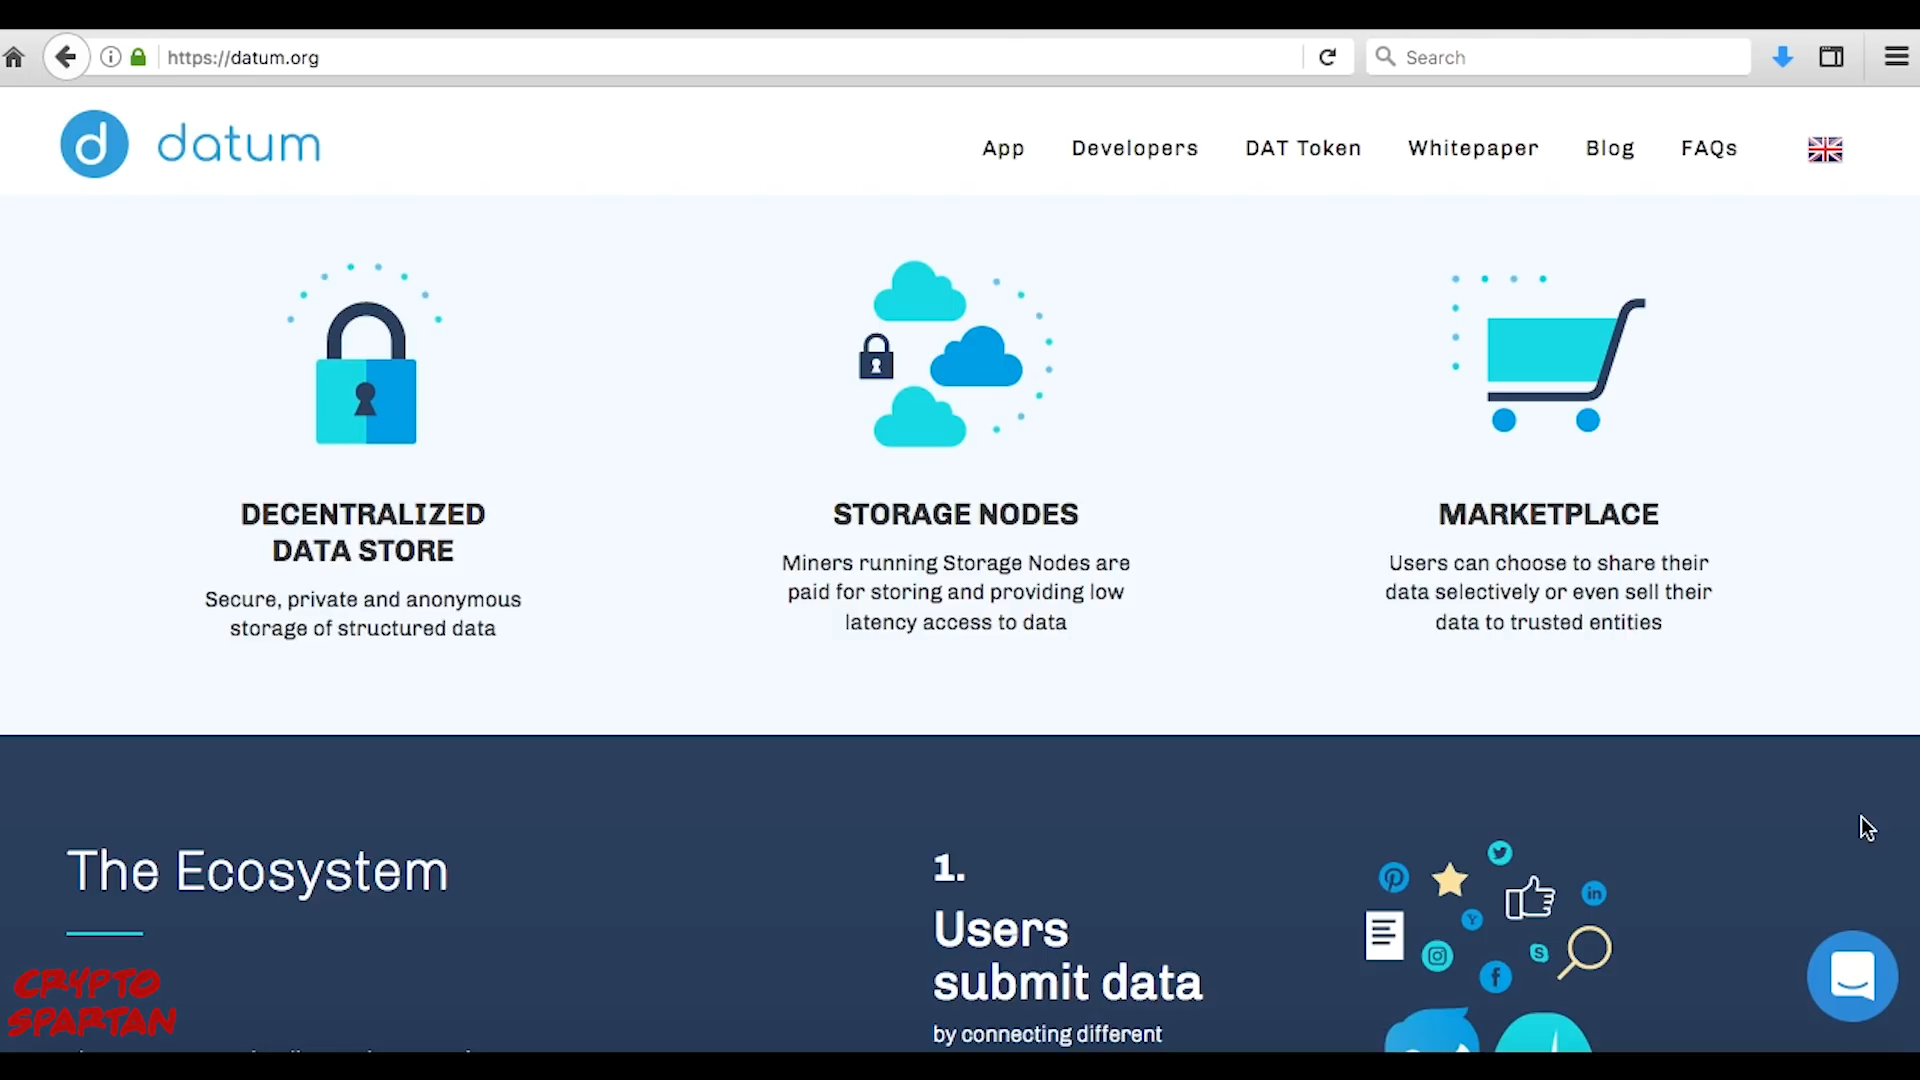 https://datum.org
Search
d datum
App Developers DAT Token Whitepaper Blog FAQs
DECENTRALIZED
DATA STORE
Secure, private and anonymous
storage of structured data
STORAGE NODES
Miners running Storage Nodes are
paid for storing and providing low
latency access to data
MARKETPLACE
Users can choose to share their
data selectively or even sell their
data to trusted entities
The Ecosystem
1.
Users
submit data
by connecting different
CRYPTO
SPARTAN